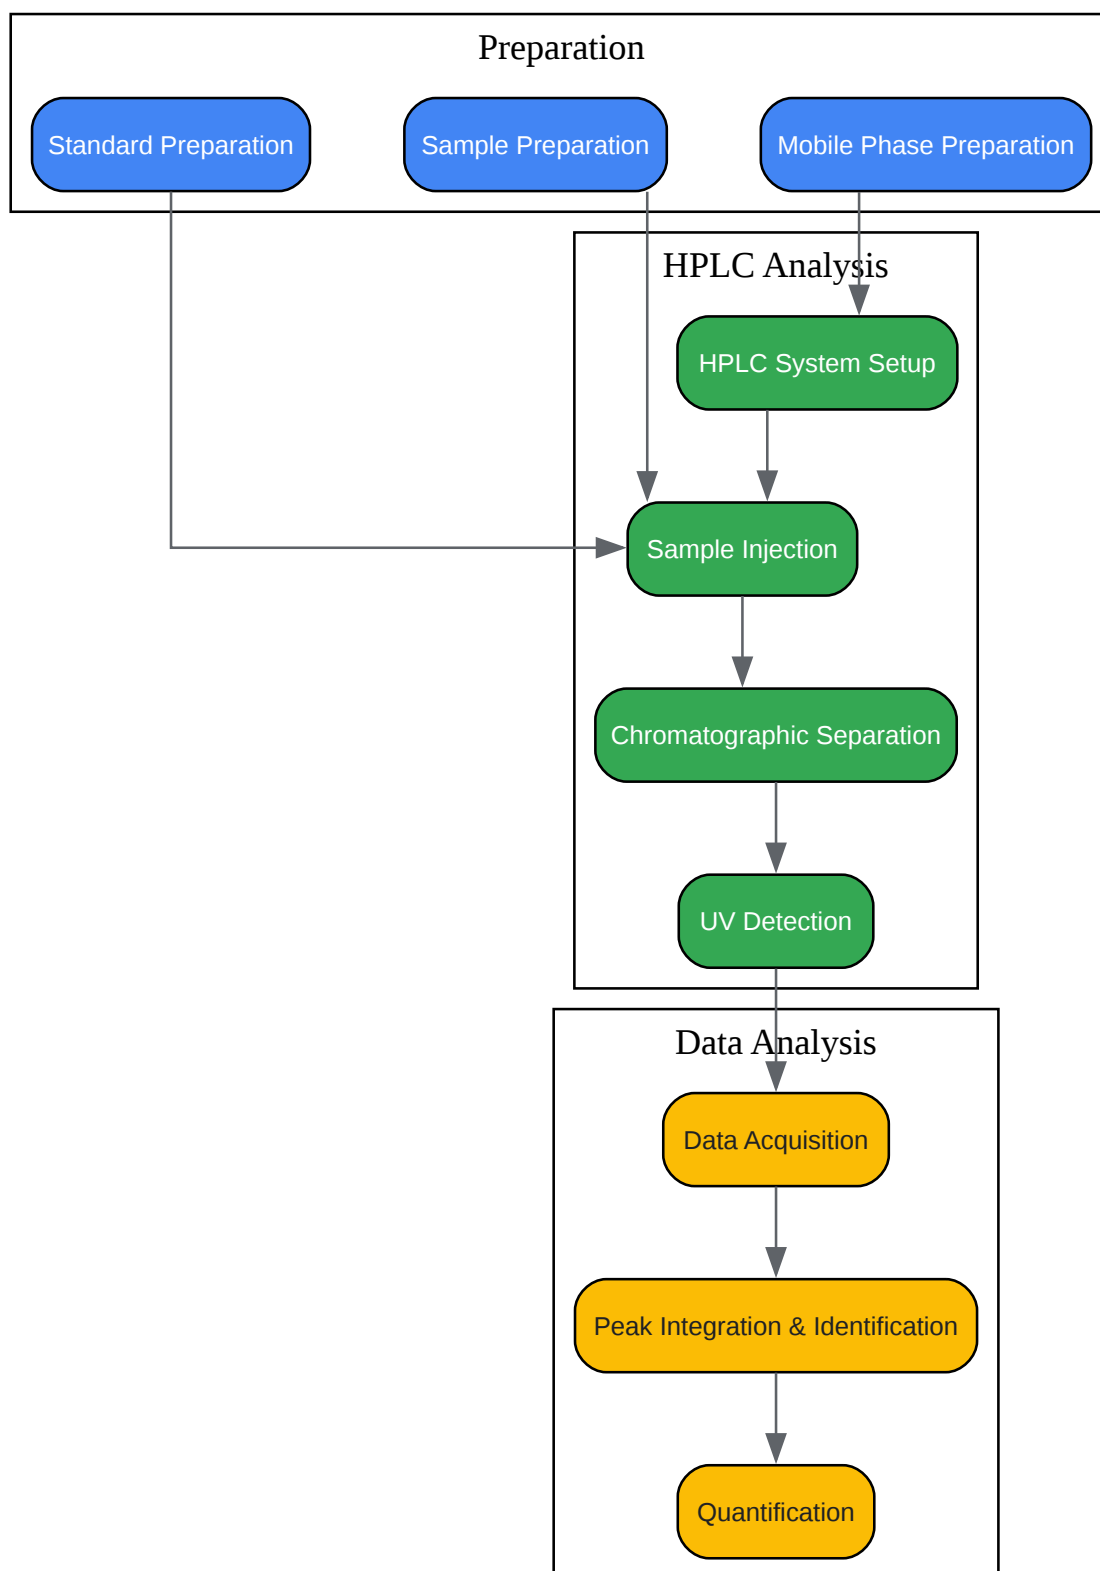 Preparation
Standard Preparation
Sample Preparation
Mobile Phase Preparation
HPLC Analysis
HPLC System Setup
Sample Injection
Chromatographic Separation
UV Detection
Data Analysis
Data Acquisition
Peak Integration & Identification
Quantification